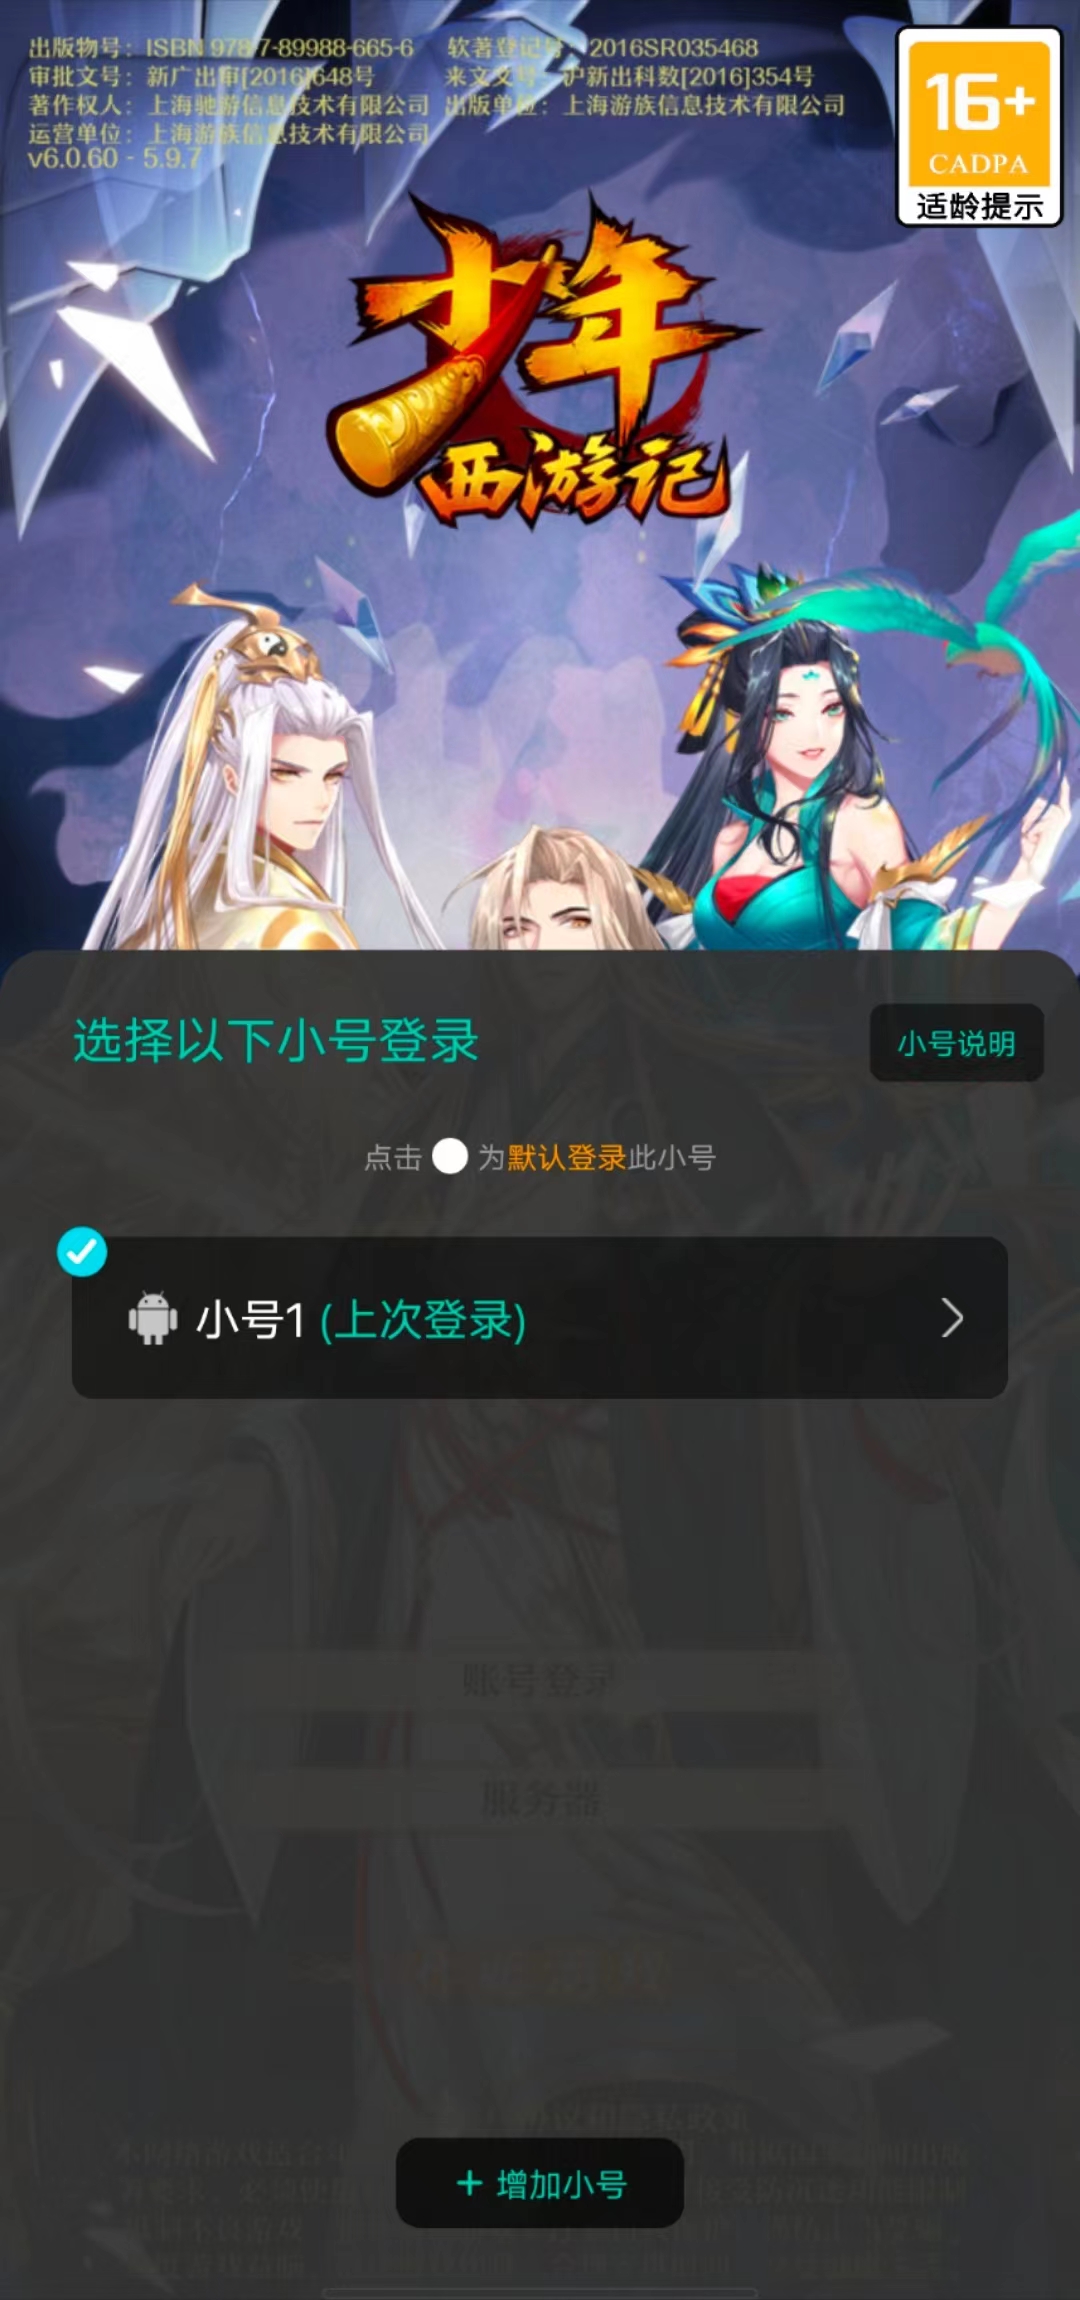 出版物号：ISBN 978-7-89988-665-6 软著登记号：2016SR035468
审批文号：新广出审[2016]648号 来文文号：沪新出科数[2016]354号
著作权人：上海驰游信息技术有限公司 出版单位：上海游族信息技术有限公司
运营单位：上海游族信息技术有限公司
v6.0.60 - 5.9.7
16+
CADPA
适龄提示
少年
西游记
选择以下小号登录
小号说明
点击 为默认登录此小号
小号1 (上次登录)
账号登录
服务器
+ 增加小号